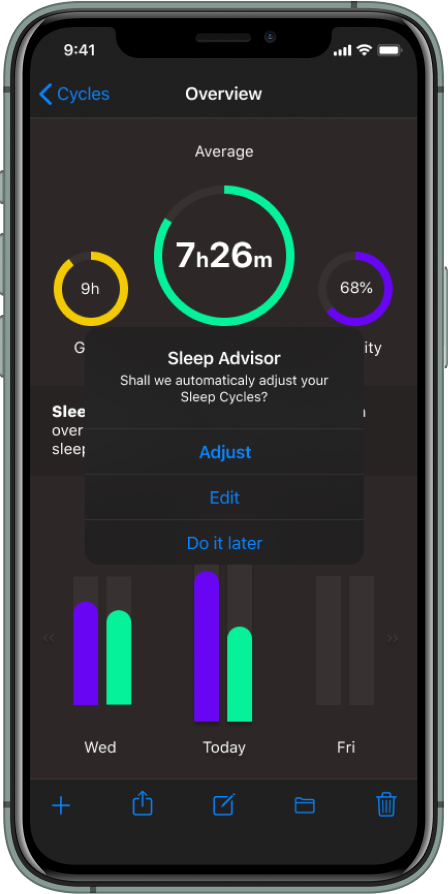 9:41
Cycles
Overview
Average
7h26m
9h
68%
G
ity
Sleep Advisor
Shall we automaticaly adjust your
Sleep Cycles?
Slee
over
sleep
Adjust
Edit
Do it later
Wed
Today
Fri